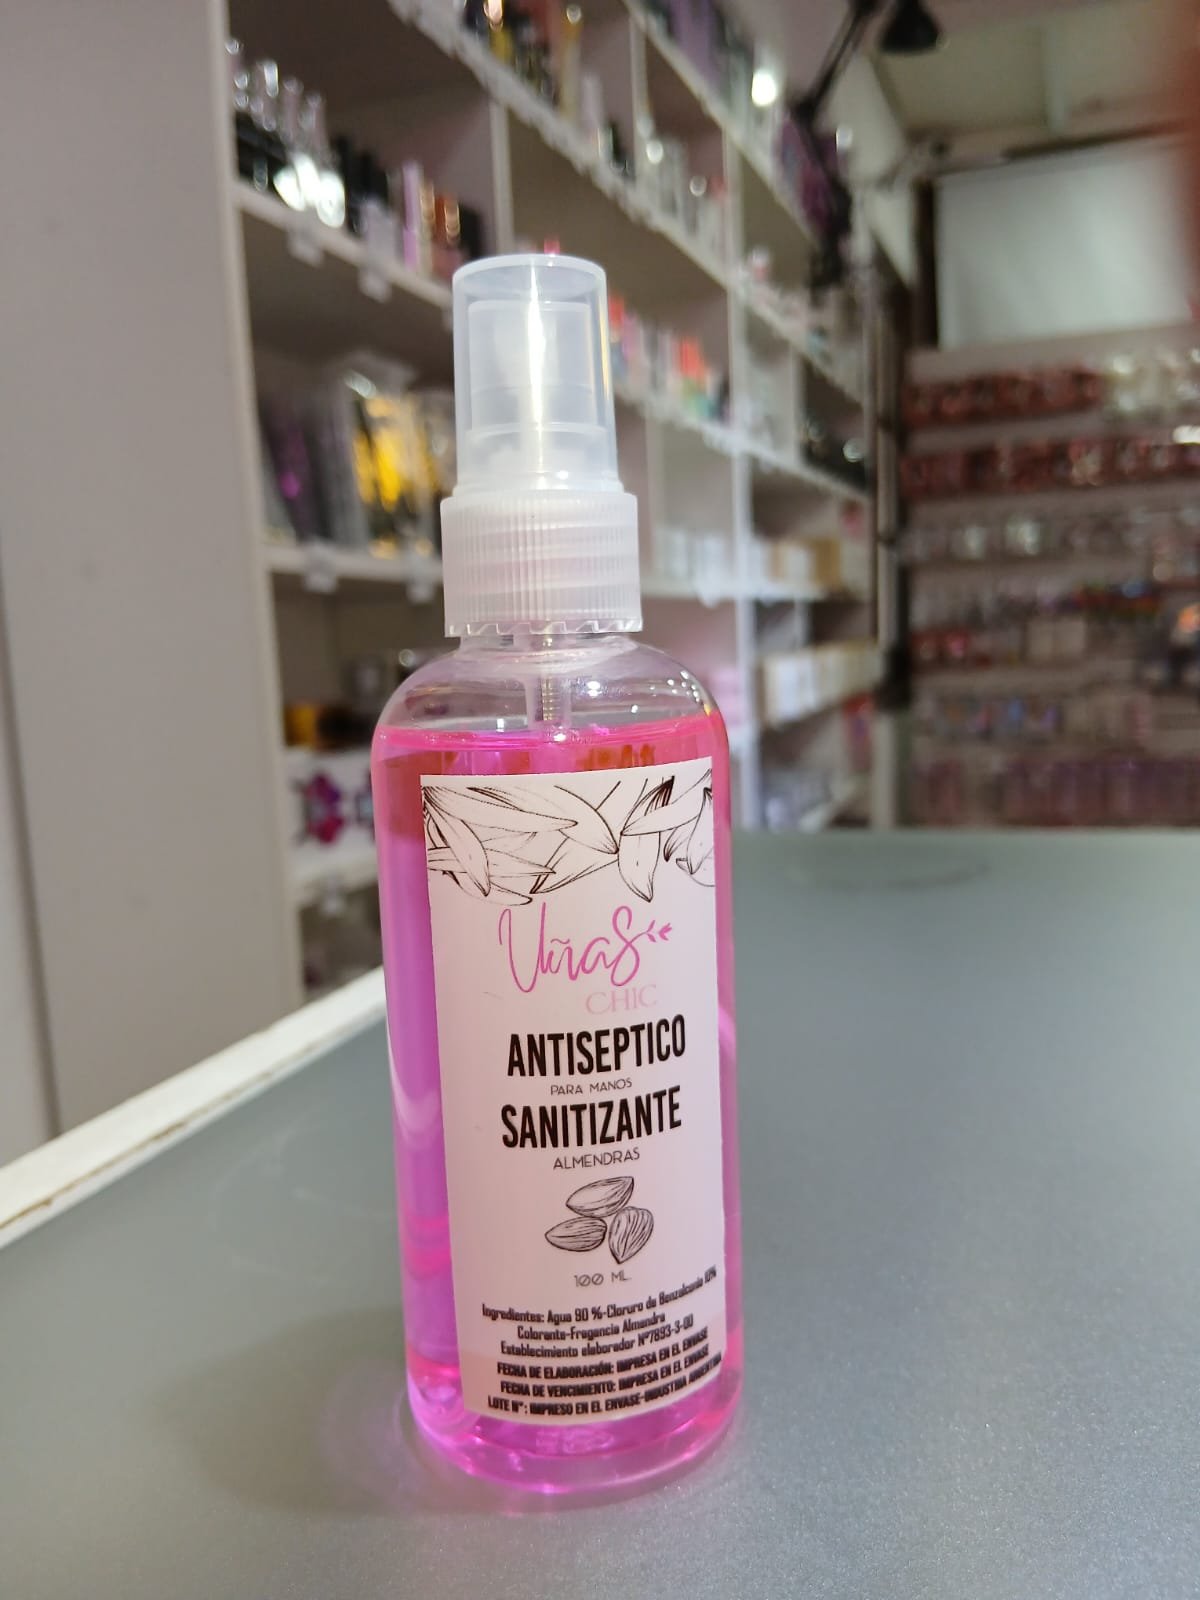 Uñas
CHIC
ANTISEPTICO
PARA MANOS
SANITIZANTE
ALMENDRAS
100 ML.
Ingredientes: Agua 90 %-Cloruro de Benzalconio 10%
Colorante-Fragancia Almendra
Establecimiento elaborador N°7893-3-00
FECHA DE ELABORACIÓN: IMPRESA EN EL ENVASE
FECHA DE VENCIMIENTO: IMPRESA EN EL ENVASE
LOTE N°: IMPRESO EN EL ENVASE-INDUSTRIA ARGENTINA